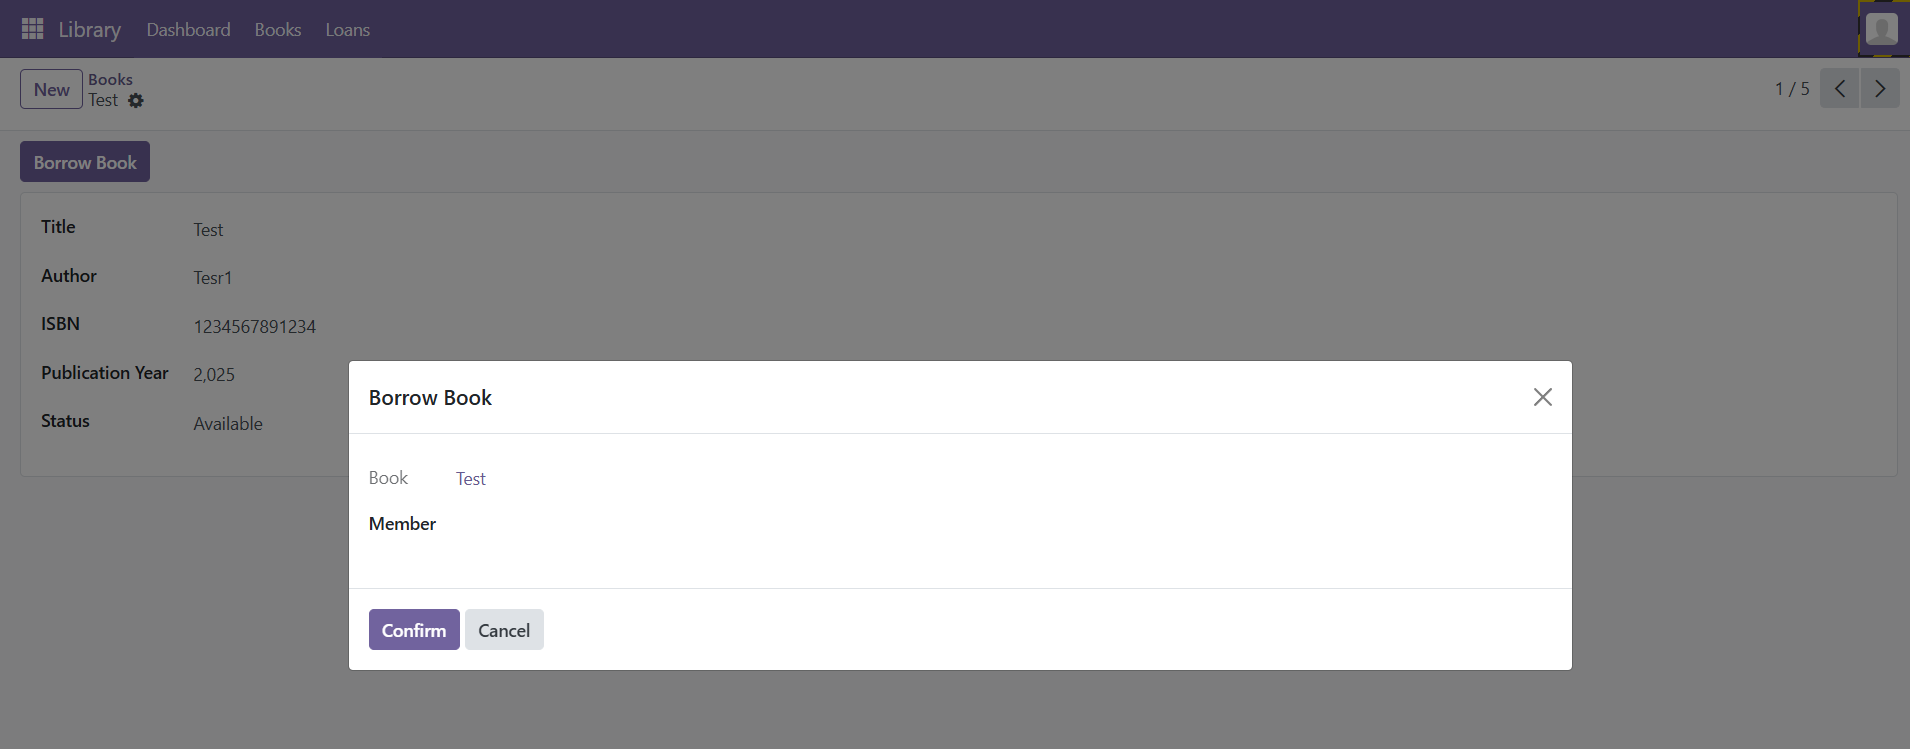 Library Dashboard Books Loans
New Books
Test
1 / 5
Borrow Book
Title Test
Author Tesr1
ISBN 1234567891234
Publication Year 2,025
Status Available
Borrow Book
Book Test
Member
Confirm Cancel